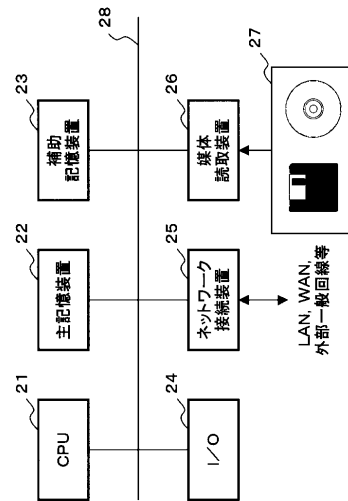 21
CPU
22
主記憶装置
23
補助
記憶装置
28
24
I/O
25
ネットワーク
接続装置
26
媒体
読取装置
27
LAN, WAN,
外部一般回線等